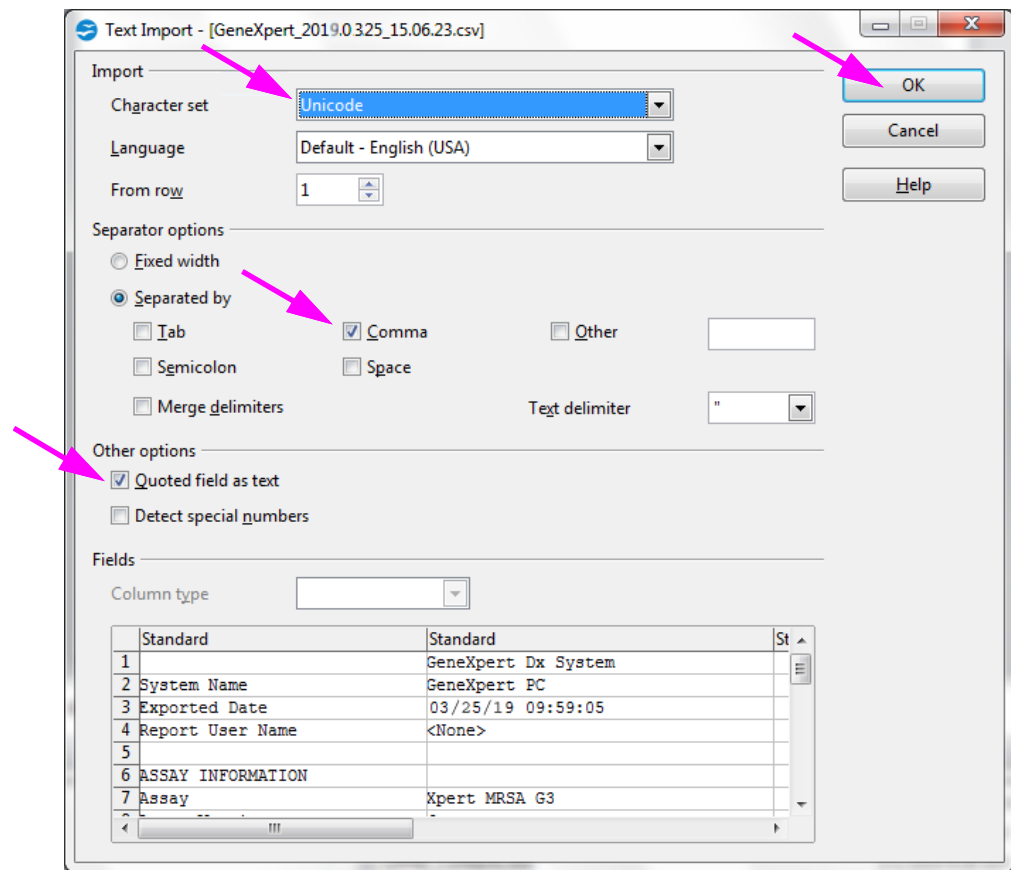 Text Import - [GeneXpert_2019.0325_15.06.23.csv]
Import
OK
Character set Unicode
Cancel
Language Default - English (USA)
From row 1
Help
Separator options
Fixed width
Separated by
Tab Comma Other
Semicolon Space
Merge delimiters Text delimiter "
Other options
Quoted field as text
Detect special numbers
Fields
Column type
Standard Standard St
1 GeneXpert Dx System
2 System Name GeneXpert PC
3 Exported Date 03/25/19 09:59:05
4 Report User Name <None>
5
6 ASSAY INFORMATION
7 Assay Xpert MRSA G3